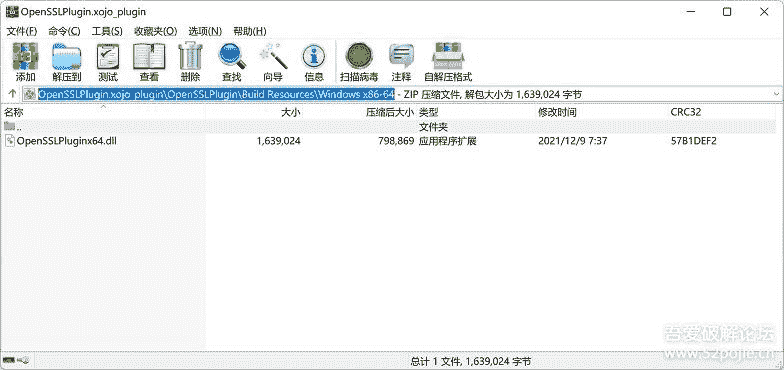 OpenSSLPlugin.xojo_plugin
文件(F) 命令(C) 工具(S) 收藏夹(O) 选项(N) 帮助(H)
添加 解压到 测试 查看 删除 查找 向导 信息 扫描病毒 注释 自解压格式
OpenSSLPlugin.xojo_plugin\OpenSSLPlugin\Build Resources\Windows x86-64 - ZIP 压缩文件, 解包大小为 1,639,024 字节
名称 大小 压缩后大小 类型 修改时间 CRC32
.. 文件夹
OpenSSLPluginx64.dll 1,639,024 798,869 应用程序扩展 2021/12/9 7:37 57B1DEF2
吾爱破解论坛
www.52pojie.cn
总计 1 文件, 1,639,024 字节